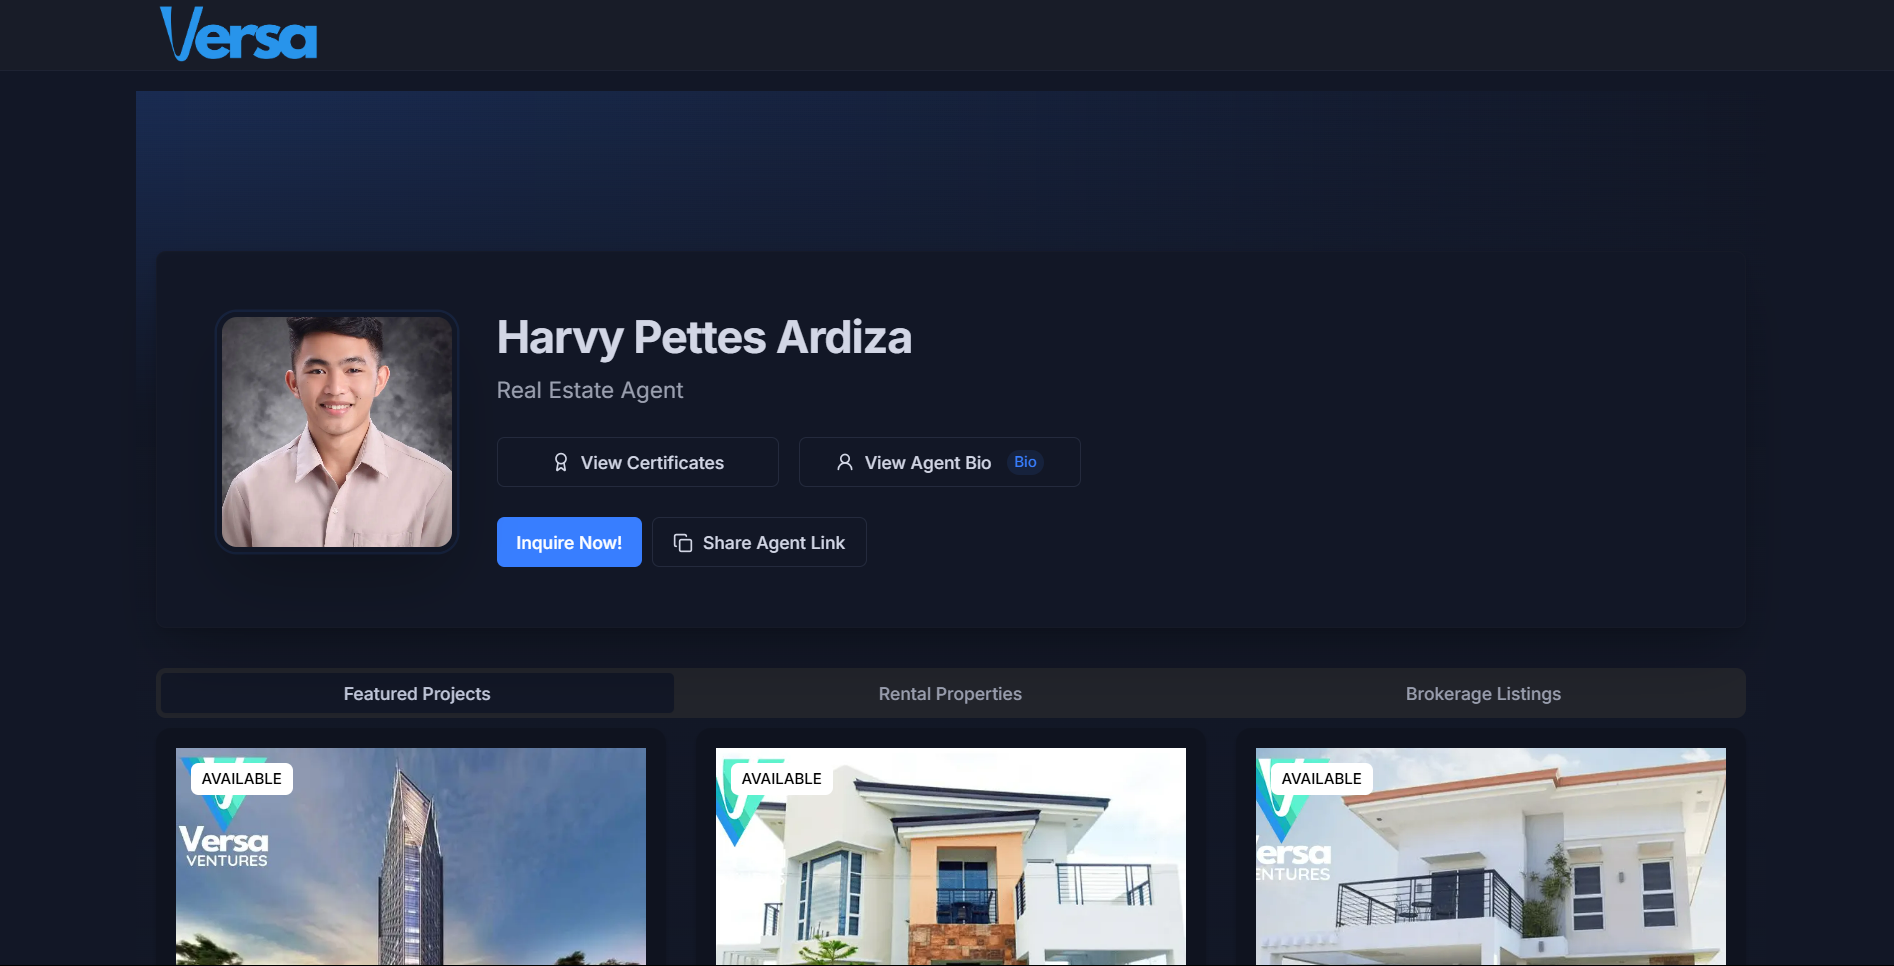 Versa
Harvy Pettes Ardiza
Real Estate Agent
View Certificates
View Agent Bio Bio
Inquire Now!
Share Agent Link
Featured Projects
Rental Properties
Brokerage Listings
AVAILABLE
Versa
VENTURES
AVAILABLE
AVAILABLE
ersa
ENTURES